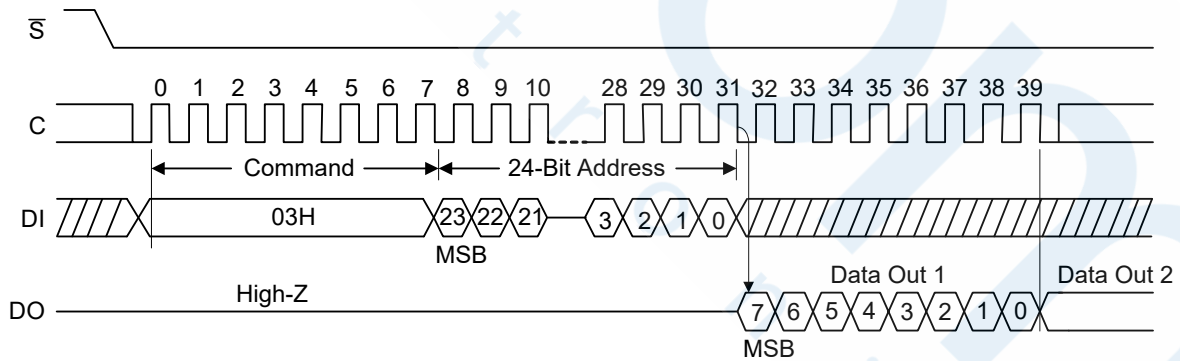 S
0 1 2 3 4 5 6 7 8 9 10 28 29 30 31 32 33 34 35 36 37 38 39
C
Command 24-Bit Address
DI 03H 23 22 21 3 2 1 0
MSB
Data Out 1 Data Out 2
High-Z
DO 7 6 5 4 3 2 1 0
MSB